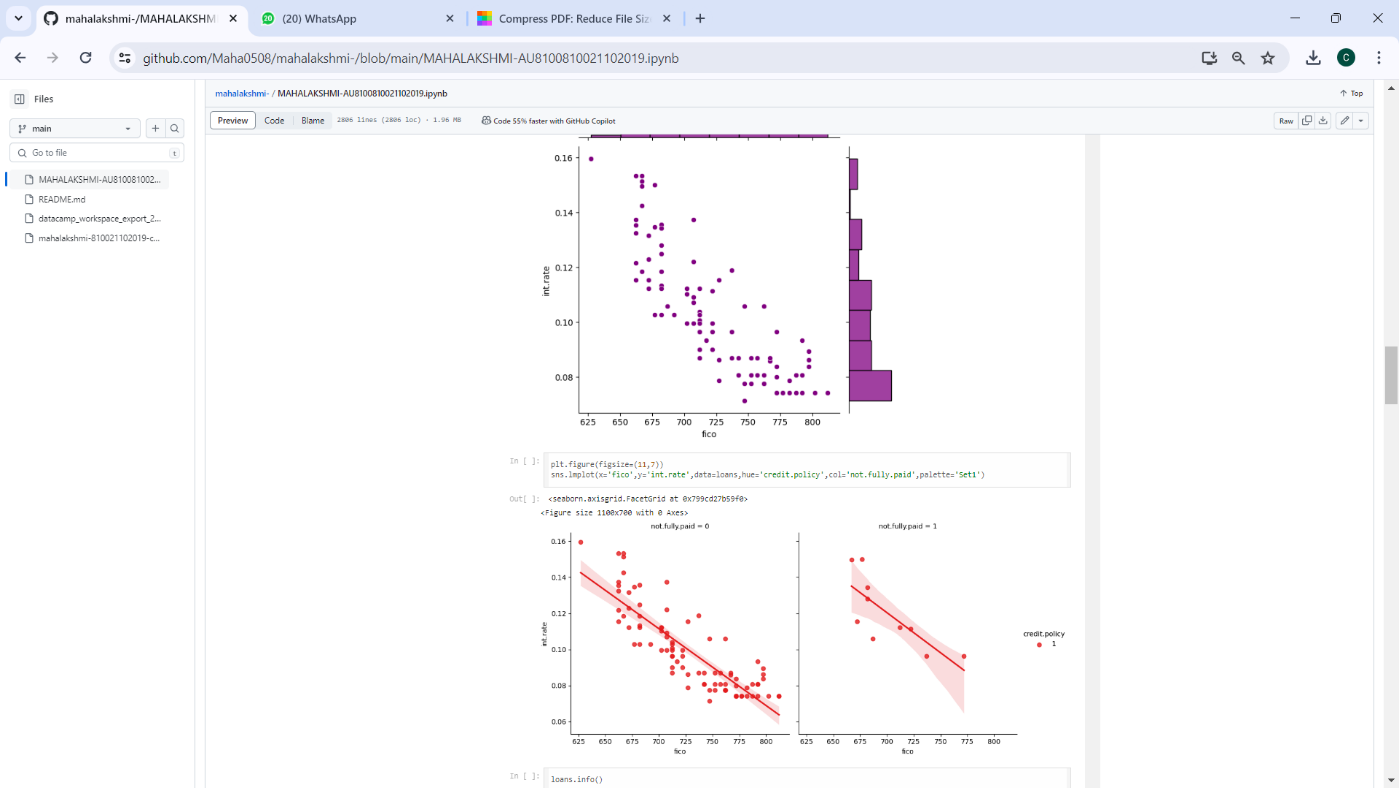 mahalakshmi-/MAHALAKSHMI
(20) WhatsApp
Compress PDF: Reduce File Siz
github.com/Maha0508/mahalakshmi-/blob/main/MAHALAKSHMI-AU8100810021102019.ipynb
C
Files
main
Go to file
t
MAHALAKSHMI-AU810081002...
README.md
datacamp_workspace_export_2...
mahalakshmi-810021102019-c...
mahalakshmi- / MAHALAKSHMI-AU8100810021102019.ipynb
Top
Preview Code Blame 2806 lines (2806 loc) · 1.96 MB Code 55% faster with GitHub Copilot Raw
0.16
0.14
0.12
0.10
0.08
int.rate
625 650 675 700 725 750 775 800
fico
In [ ]:
plt.figure(figsize=(11,7))
sns.lmplot(x='fico',y='int.rate',data=loans,hue='credit.policy',col='not.fully.paid',palette='Set1')
Out[ ]: <seaborn.axisgrid.FacetGrid at 0x799cd27b59f0>
<Figure size 1100x700 with 0 Axes>
not.fully.paid = 0
not.fully.paid = 1
0.16
0.14
0.12
0.10
0.08
0.06
int.rate
625 650 675 700 725 750 775 800
fico
625 650 675 700 725 750 775 800
fico
credit.policy
1
In [ ]: loans.info()